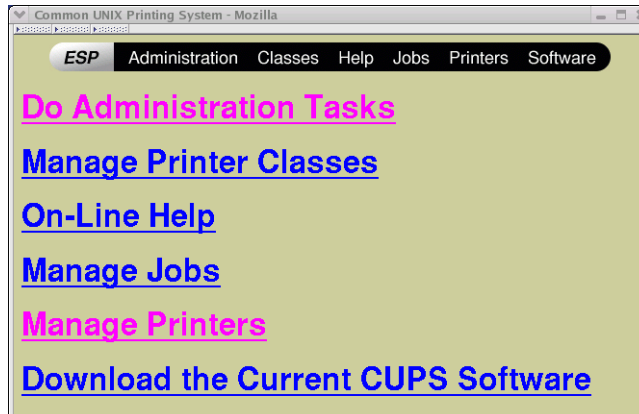 Common UNIX Printing System - Mozilla
ESP Administration Classes Help Jobs Printers Software
Do Administration Tasks
Manage Printer Classes
On-Line Help
Manage Jobs
Manage Printers
Download the Current CUPS Software